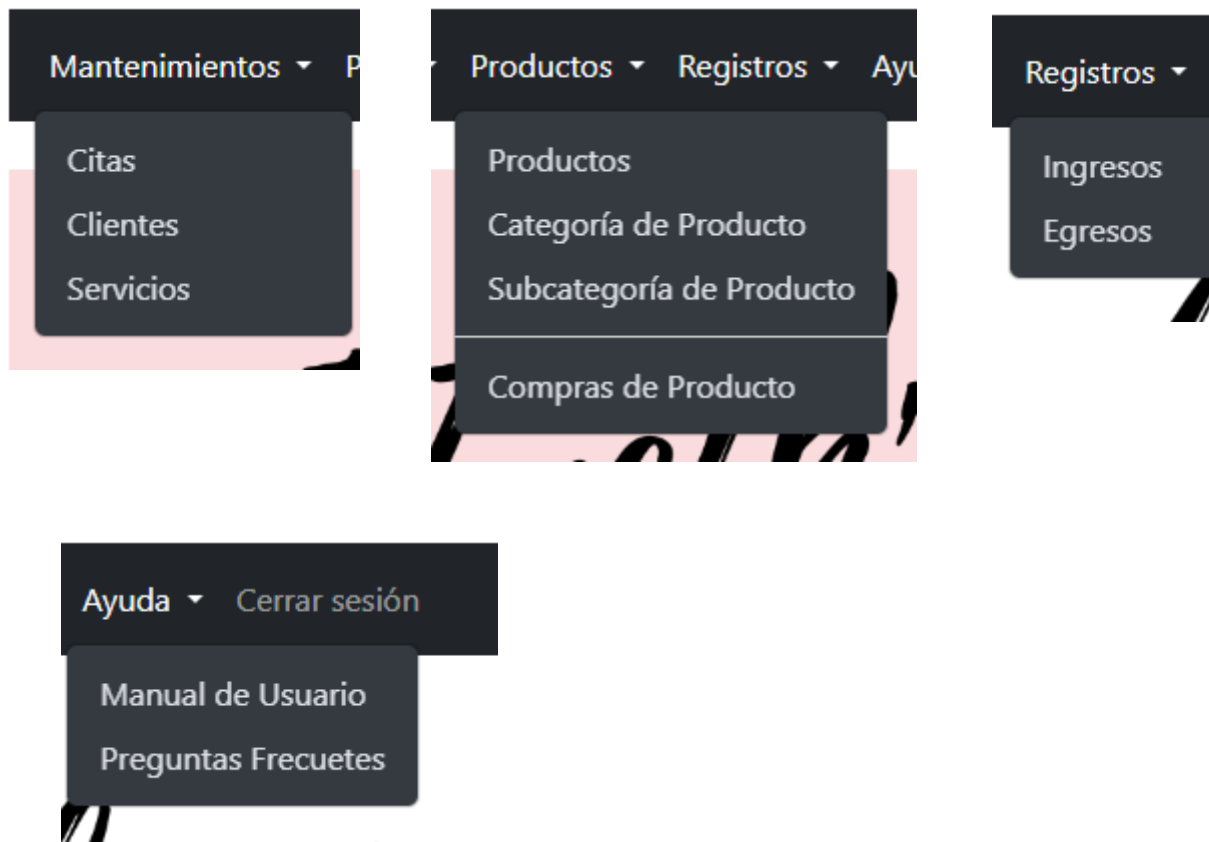 Mantenimientos P
Citas
Clientes
Servicios
Productos Registros Ayu
Productos
Categoría de Producto
Subcategoría de Producto
Compras de Producto
Registros
Ingresos
Egresos
Ayuda Cerrar sesión
Manual de Usuario
Preguntas Frecuetes